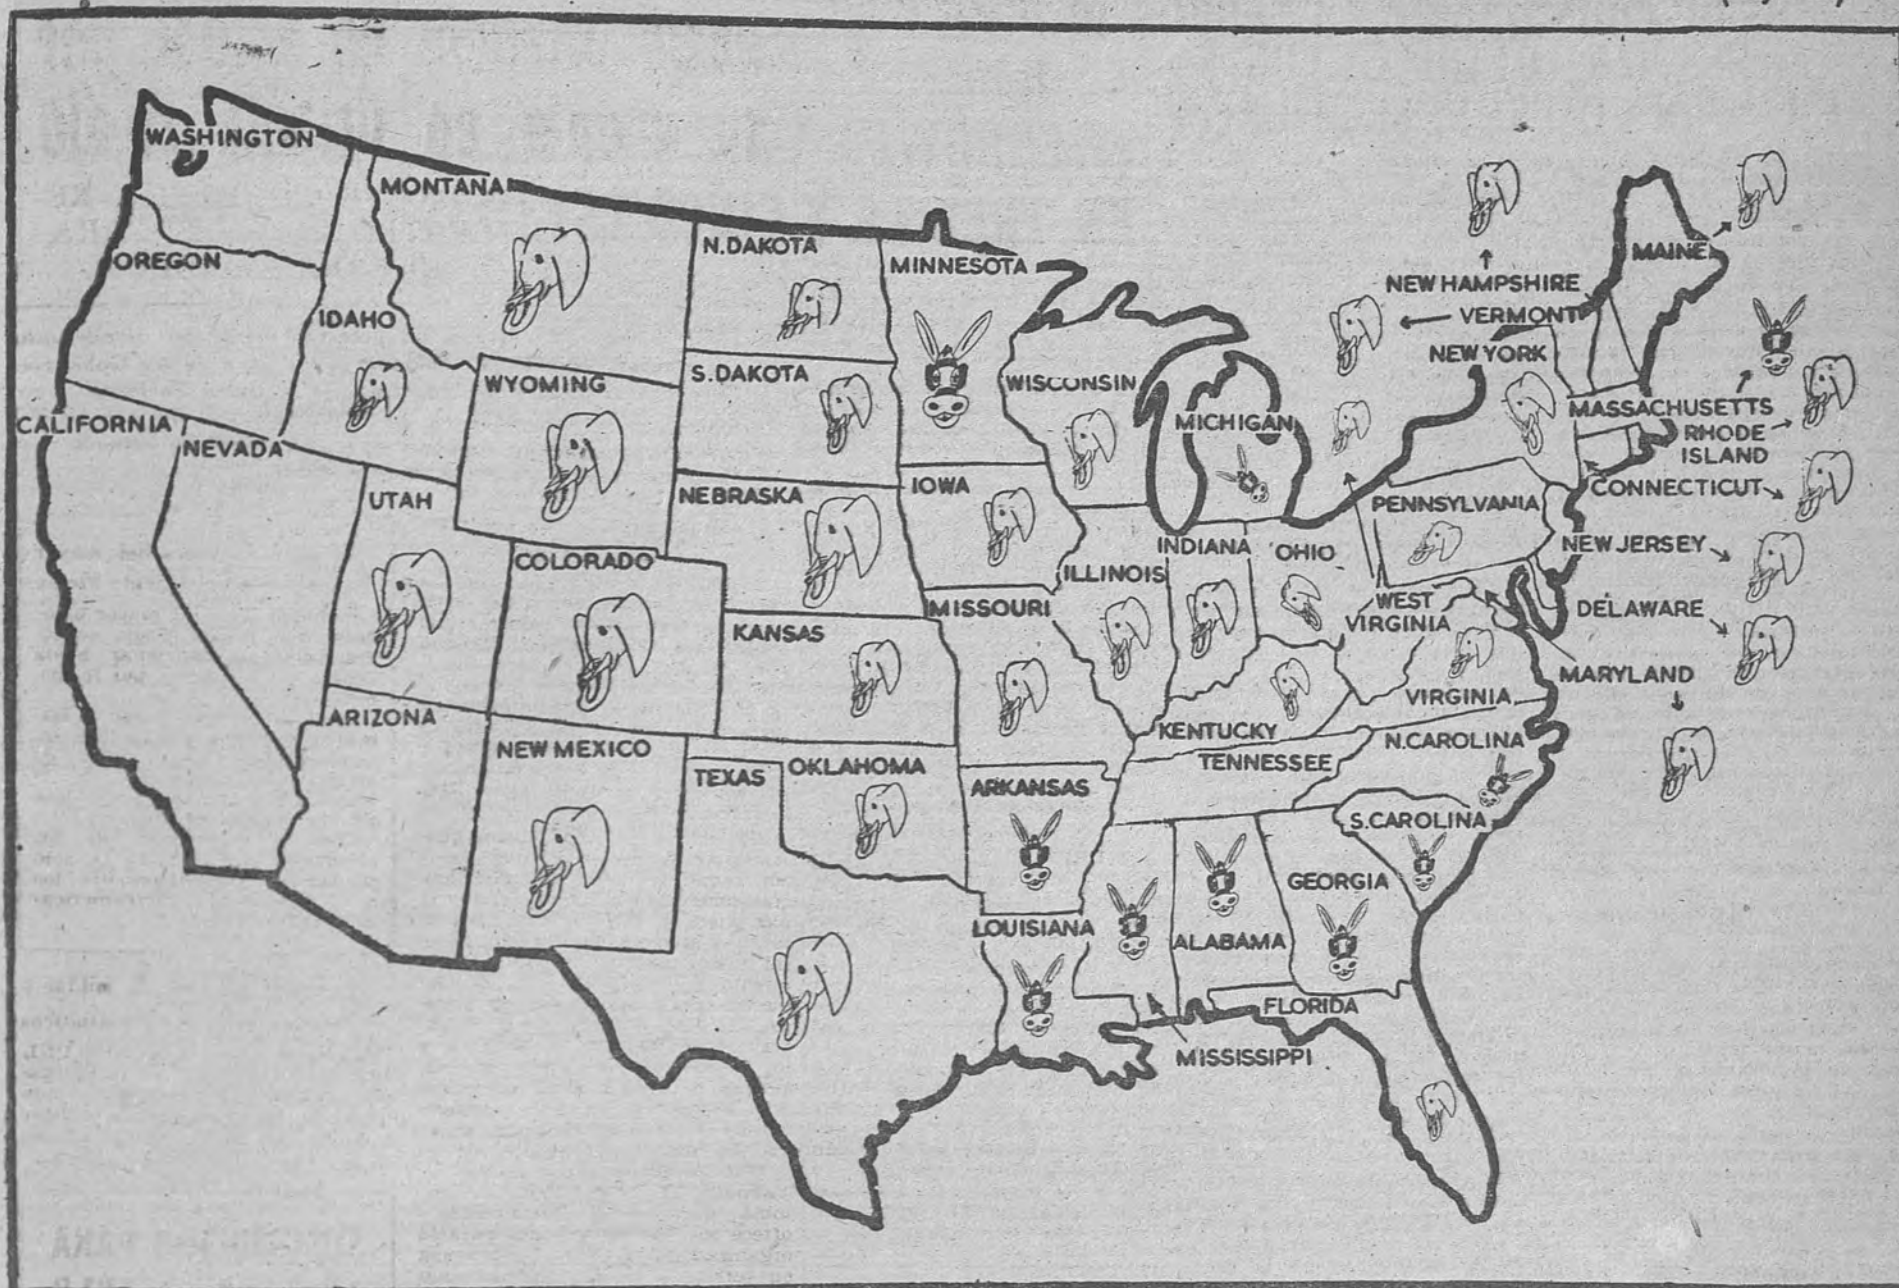 WASHINGTON
MONTANA
OREGON
IDAHO
N.DAKOTA
MINNESOTA
MAINE
NEW HAMPSHIRE
VERMONT
NEW YORK
WYOMING
S.DAKOTA
WISCONSIN
MICHIGAN
MASSACHUSETTS
RHODE
ISLAND
CALIFORNIA
NEVADA
UTAH
NEBRASKA
IOWA
CONNECTICUT
PENNSYLVANIA
COLORADO
INDIANA
OHIO
NEW JERSEY
ILLINOIS
MISSOURI
KANSAS
WEST
VIRGINIA
DELAWARE
MARYLAND
VIRGINIA
ARIZONA
NEW MEXICO
TEXAS
OKLAHOMA
KENTUCKY
TENNESSEE
N.CAROLINA
ARKANSAS
S.CAROLINA
GEORGIA
LOUISIANA
ALABAMA
FLORIDA
MISSISSIPPI